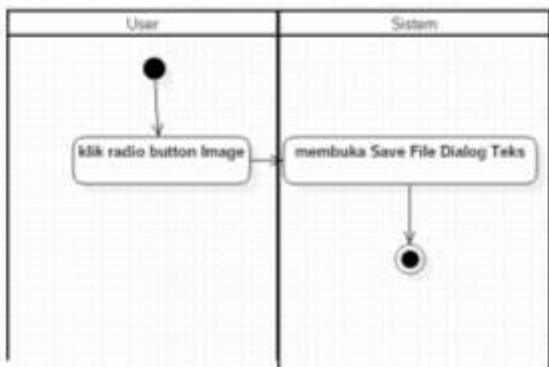 User
Sistem
klik radio button Image
membuka Save File Dialog Teks